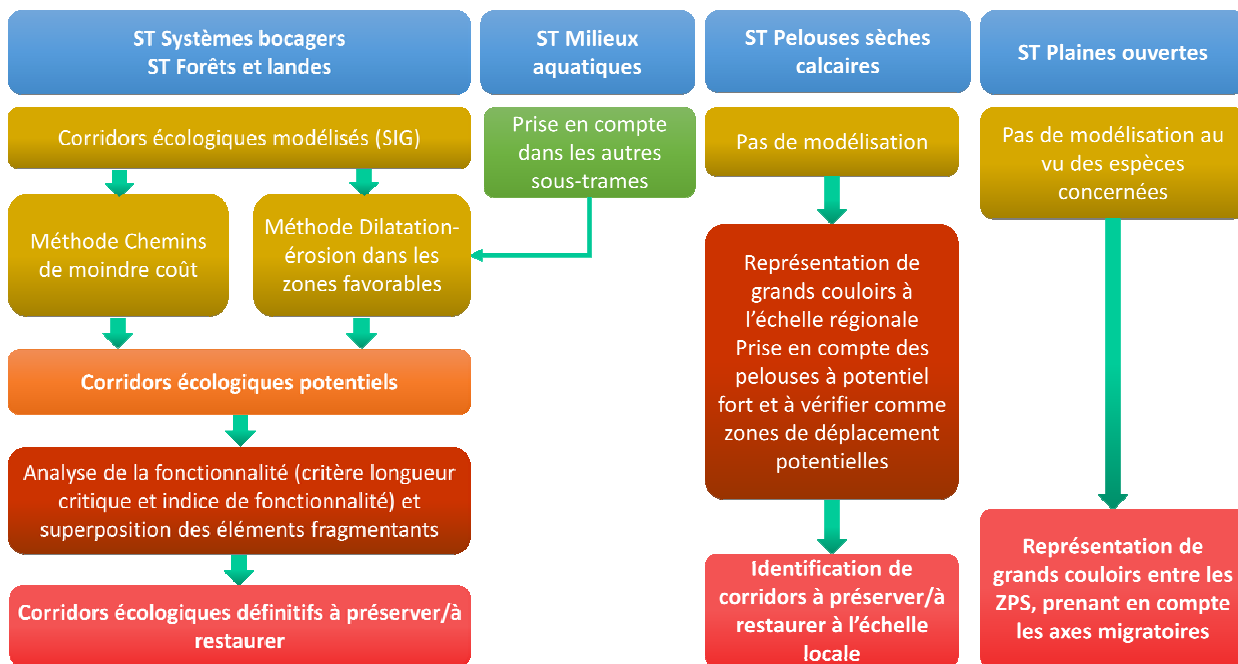 ST Systèmes bocagers
ST Forêts et landes
ST Milieux
aquatiques
ST Pelouses sèches
calcaires
ST Plaines ouvertes
Corridors écologiques modélisés (SIG)
Prise en compte
dans les autres
sous-trames
Pas de modélisation
Pas de modélisation au
vu des espèces
concernées
Méthode Chemins
de moindre coût
Méthode Dilatation-
érosion dans les
zones favorables
Représentation de
grands couloirs à
l’échelle régionale
Prise en compte des
pelouses à potentiel
fort et à vérifier comme
zones de déplacement
potentielles
Corridors écologiques potentiels
Analyse de la fonctionnalité (critère longueur
critique et indice de fonctionnalité) et
superposition des éléments fragmentants
Corridors écologiques définitifs à préserver/à
restaurer
Identification de
corridors à préserver/à
restaurer à l’échelle
locale
Représentation de
grands couloirs entre les
ZPS, prenant en compte
les axes migratoires